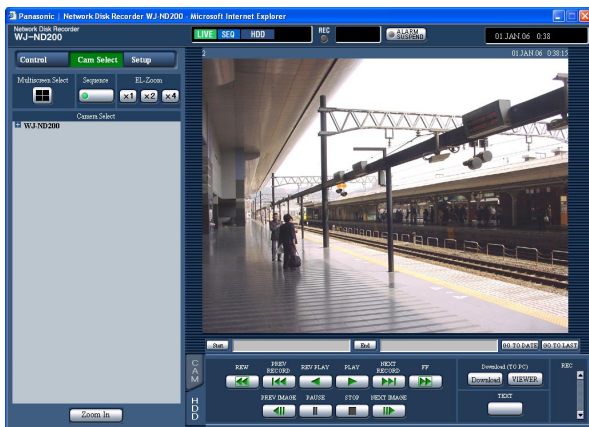 Panasonic | Network Disk Recorder WJ-ND200 - Microsoft Internet Explorer
Network Disk Recorder
WJ-ND200
LIVE SEQ HDD
REC
ALARM
SUSPEND
01.JAN.06 0:38
Control Cam Select Setup
2
01.JAN.06 0:38:15
Multiscreen Select Sequence EL-Zoom
x1 x2 x4
Camera Select
WJ-ND200
Zoom In
Start End GO TO DATE GO TO LAST
CAM
HDD
REW PREV RECORD REV PLAY PLAY NEXT RECORD FF
PREV IMAGE PAUSE STOP NEXT IMAGE
Download (TO PC)
Download VIEWER
TEXT
REC